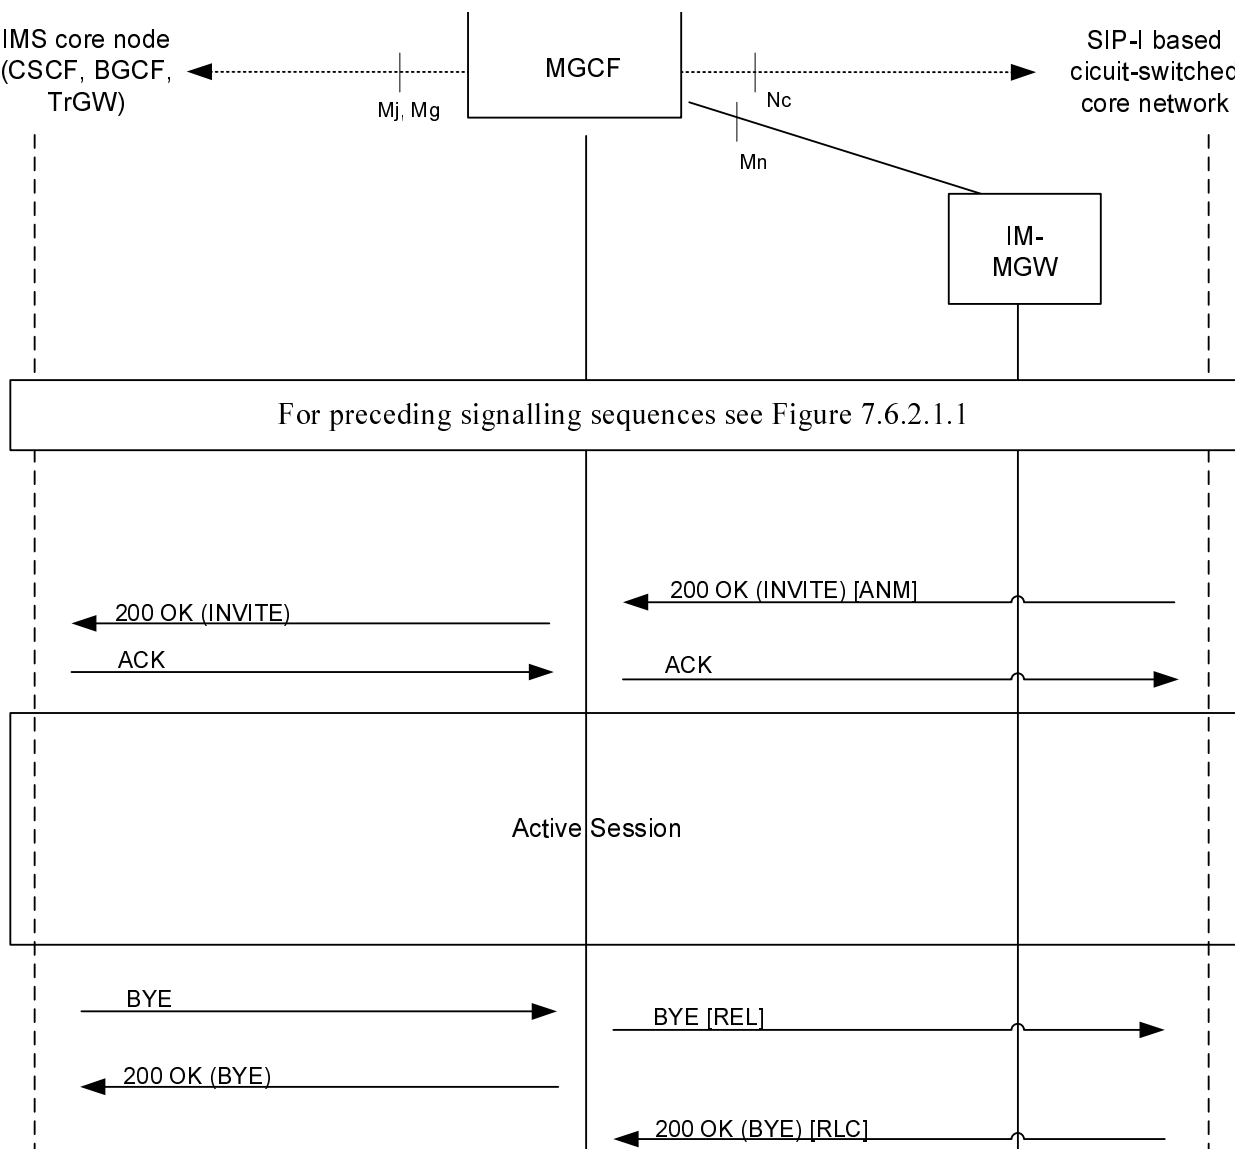 IMS core node
(CSCF, BGCF,
TrGW)
Mj, Mg
MGCF
Nc
Mn
SIP-I based
cicuit-switched
core network
IM-
MGW
For preceding signalling sequences see Figure 7.6.2.1.1
200 OK (INVITE) [ANM]
200 OK (INVITE)
ACK
ACK
Active Session
BYE
BYE [REL]
200 OK (BYE)
200 OK (BYE) [RLC]